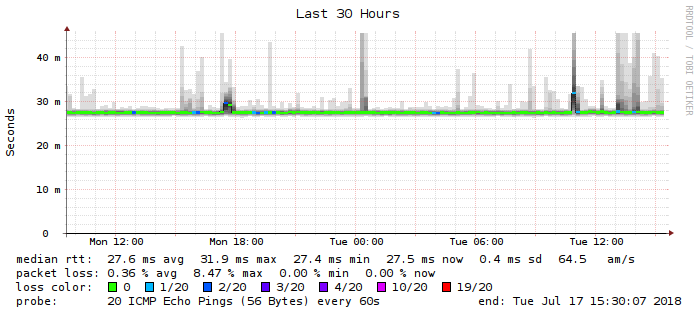 Last 30 Hours
RRDTOOL / TOBI OETIKER
Seconds
40 m
30 m
20 m
10 m
0
Mon 12:00 Mon 18:00 Tue 00:00 Tue 06:00 Tue 12:00
median rtt: 27.6 ms avg 31.9 ms max 27.4 ms min 27.5 ms now 0.4 ms sd 64.5 am/s
packet loss: 0.36 % avg 8.47 % max 0.00 % min 0.00 % now
loss color: 0 1/20 2/20 3/20 4/20 10/20 19/20
probe: 20 ICMP Echo Pings (56 Bytes) every 60s end: Tue Jul 17 15:30:07 2018